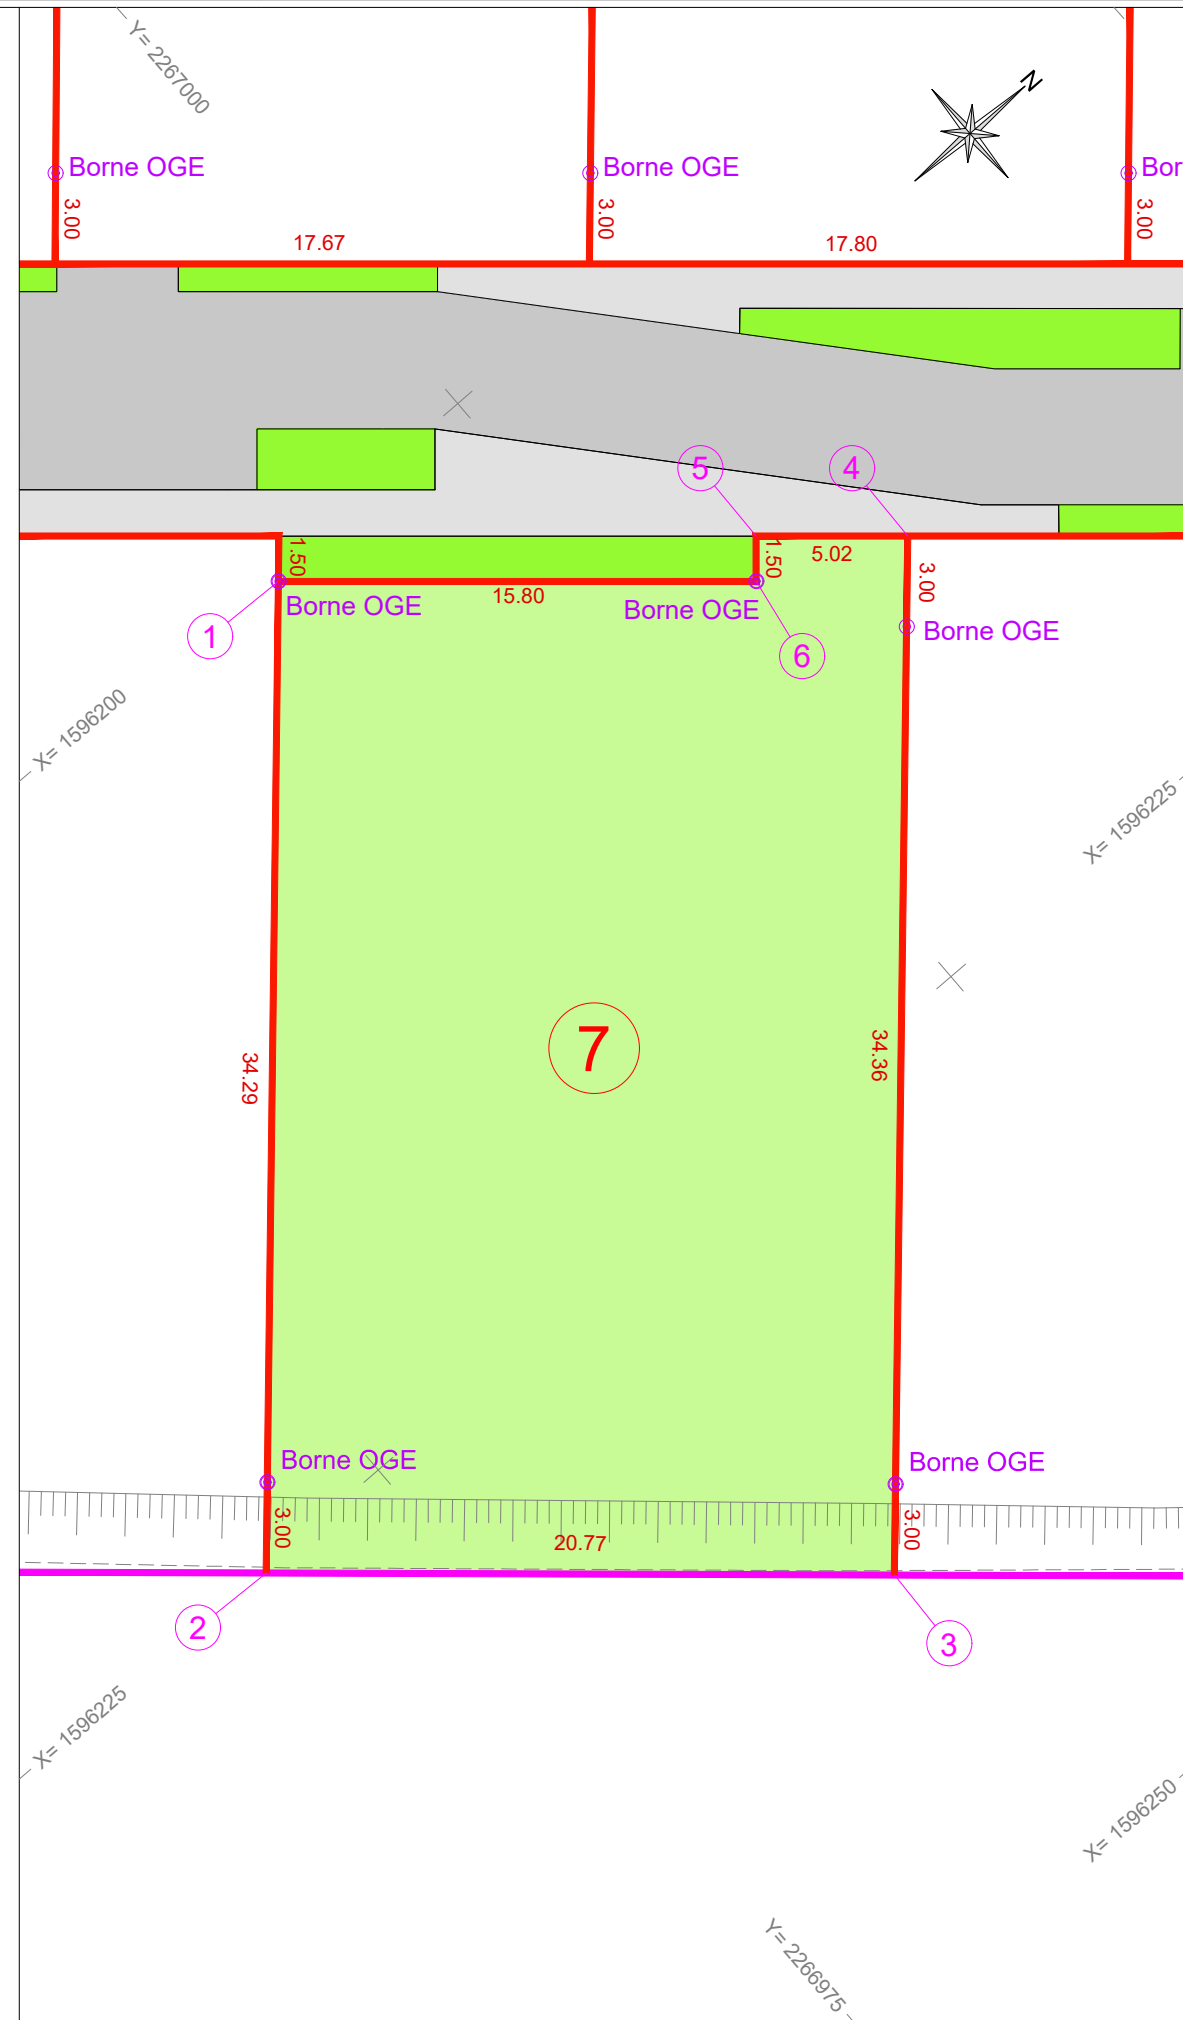 Y= 2267000
N
Borne OGE
Borne OGE
Bor
3.00
3.00
3.00
17.67
17.80
5
4
1.50
1.50
5.02
3.00
15.80
Borne OGE
Borne OGE
Borne OGE
1
6
X= 1596200
X= 1596225
7
34.29
34.36
Borne OGE
Borne OGE
3.00
20.77
3.00
2
3
X= 1596225
X= 1596250
Y= 2266975